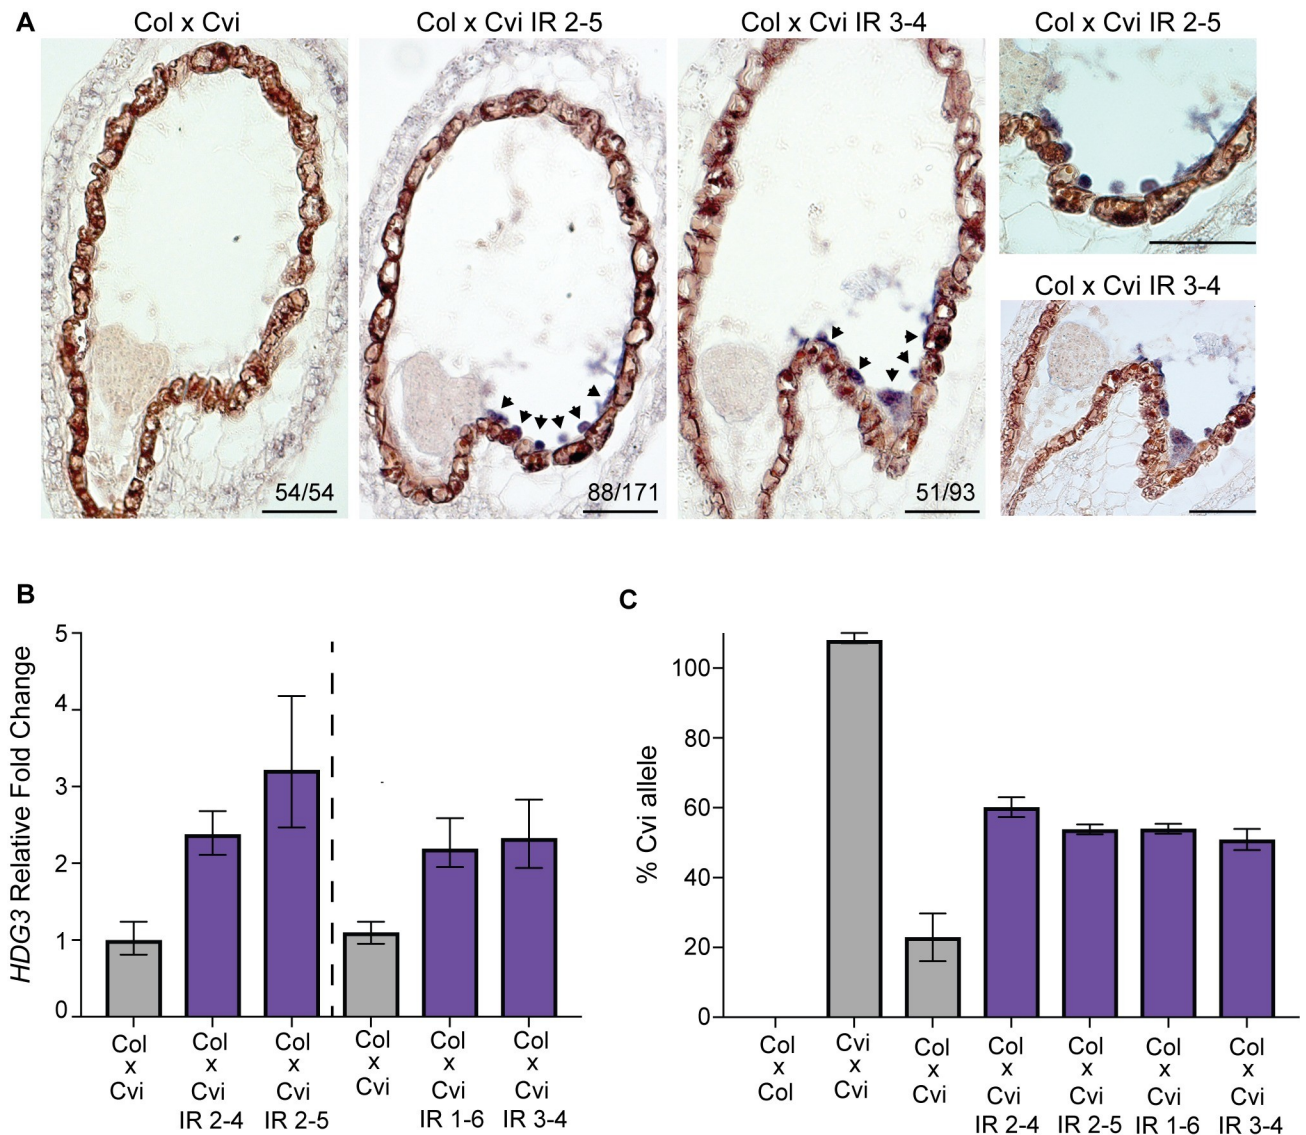 A
Col x Cvi
Col x Cvi IR 2-5
Col x Cvi IR 3-4
Col x Cvi IR 2-5
54/54
88/171
51/93
Col x Cvi IR 3-4
B
HDG3 Relative Fold Change
5
4
3
2
1
0
Col
x
Cvi
Col
x
Cvi
IR 2-4
Col
x
Cvi
IR 2-5
Col
x
Cvi
Col
x
Cvi
IR 1-6
Col
x
Cvi
IR 3-4
C
% Cvi allele
100
80
60
40
20
0
Col
x
Col
Cvi
x
Cvi
Col
x
Cvi
Col
x
Cvi
IR 2-4
Col
x
Cvi
IR 2-5
Col
x
Cvi
IR 1-6
Col
x
Cvi
IR 3-4